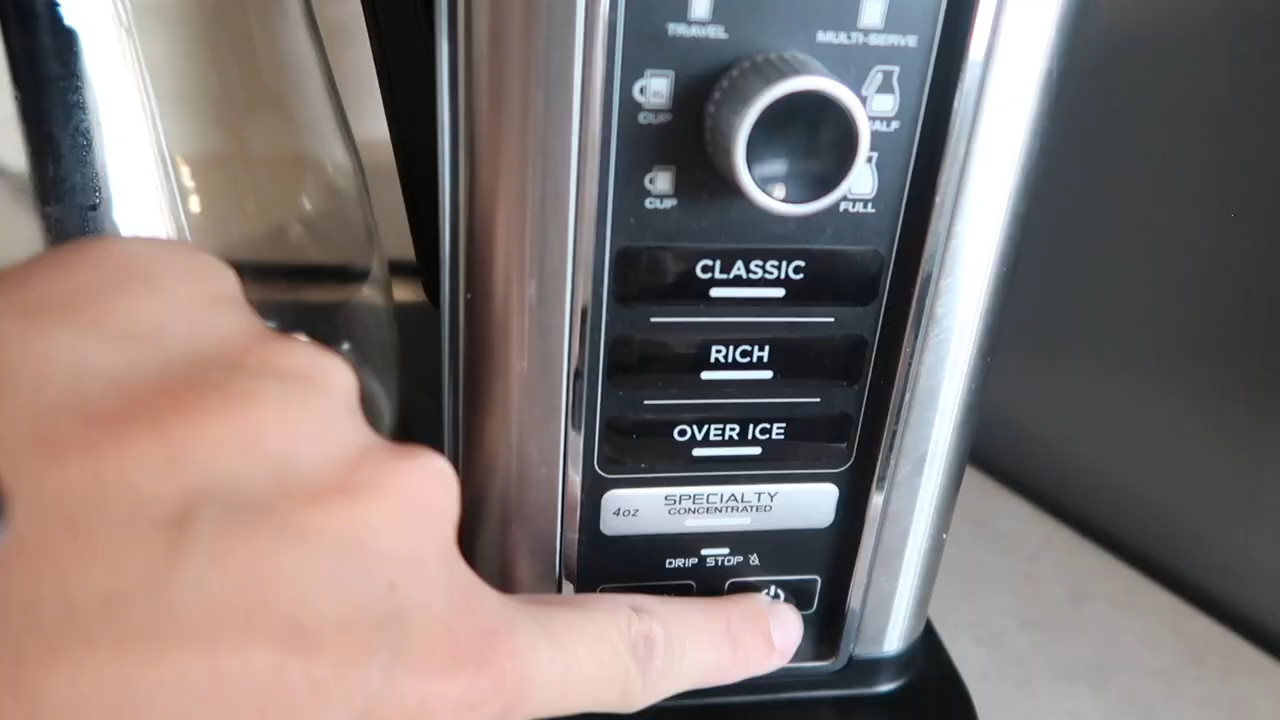 TRAVEL
MULTI-SERVE
CUP
HALF
CUP
FULL
CLASSIC
RICH
OVER ICE
SPECIALTY
4oz
CONCENTRATED
DRIP STOP